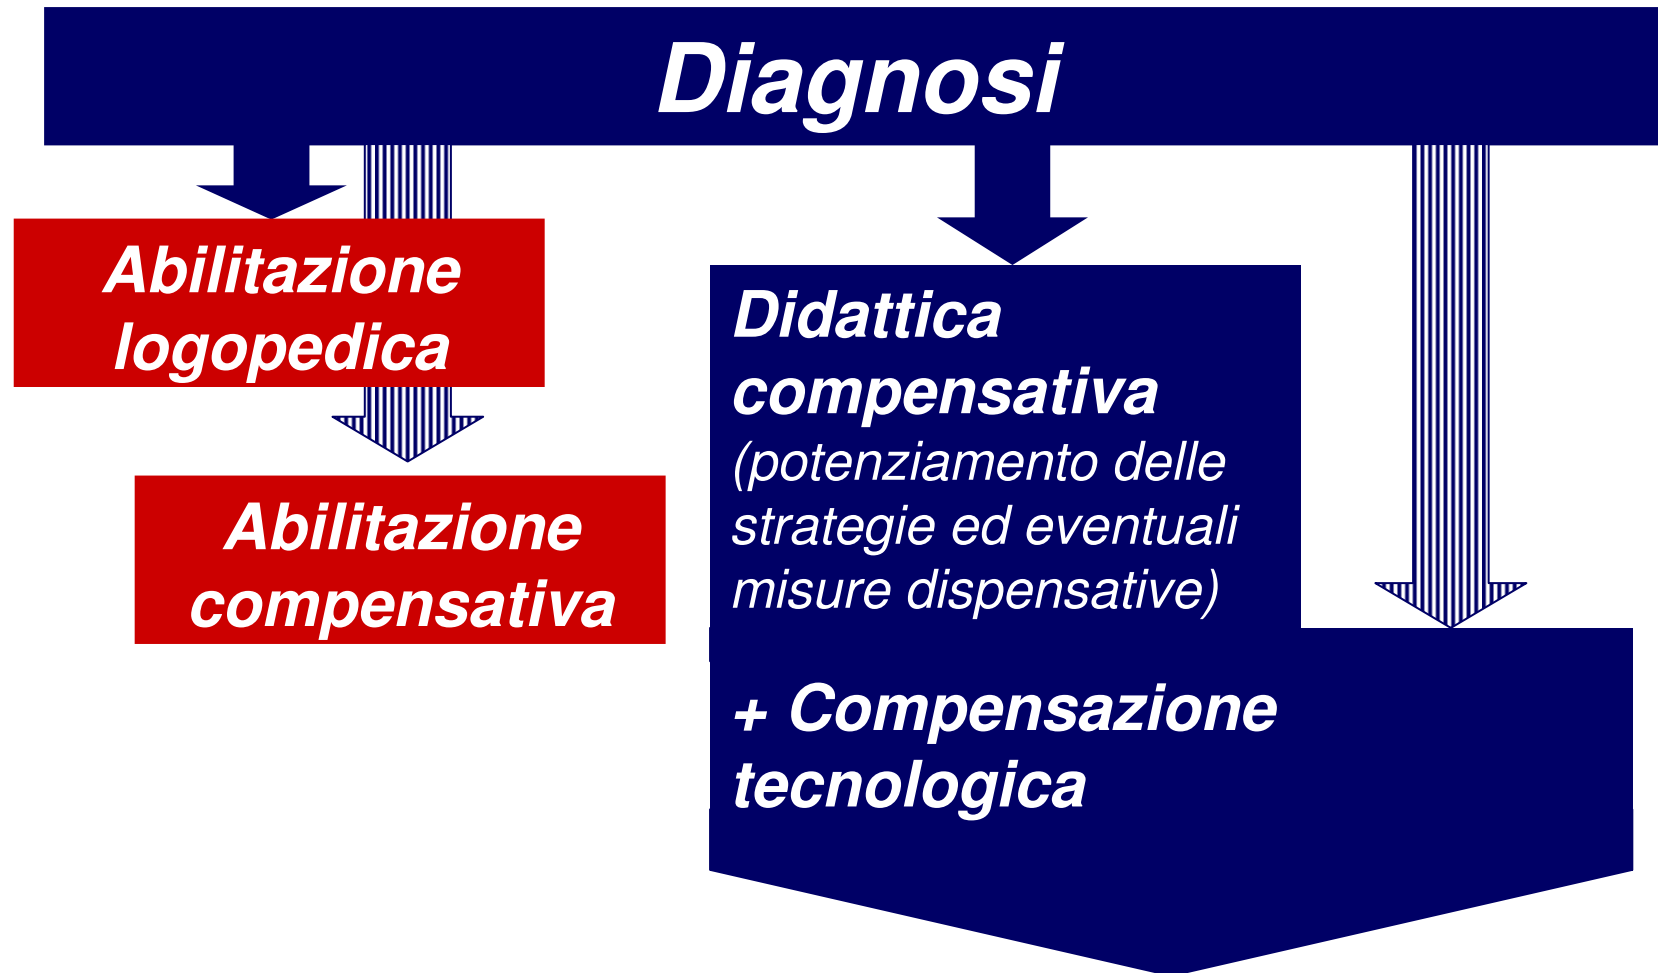 Diagnosi
Abilitazione
logopedica
Abilitazione
compensativa
Didattica
compensativa
(potenziamento delle
strategie ed eventuali
misure dispensative)
+ Compensazione
tecnologica